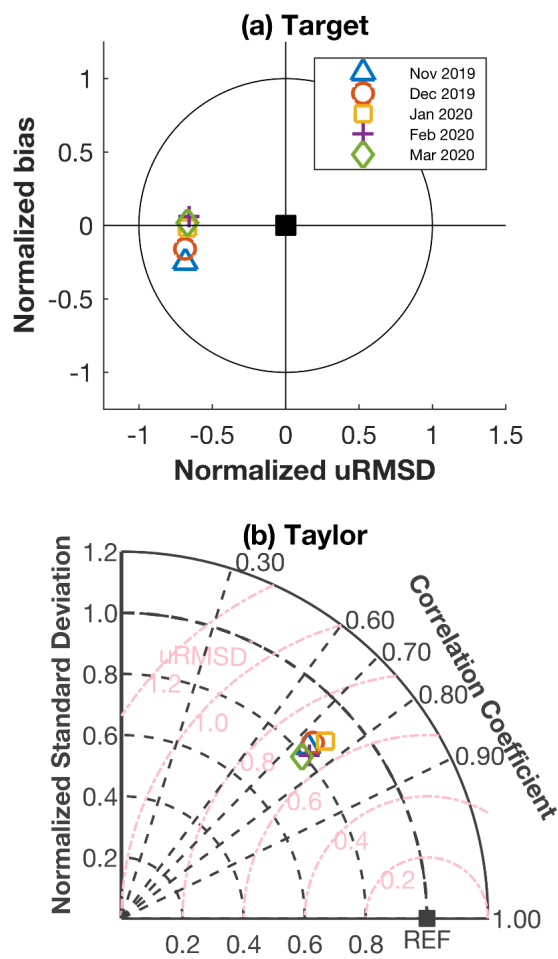 (a) Target
Normalized bias
1
0.5
0
-0.5
-1
Nov 2019
Dec 2019
Jan 2020
Feb 2020
Mar 2020
-1 -0.5 0 0.5 1 1.5
Normalized uRMSD
(b) Taylor
Normalized Standard Deviation
1.2
1.0
0.8
0.6
0.4
0.2
0.30
0.60
0.70
0.80
0.90
1.00
Correlation Coefficient
uRMSD
1.2
1.0
0.8
0.6
0.4
0.2
0.2 0.4 0.6 0.8 REF